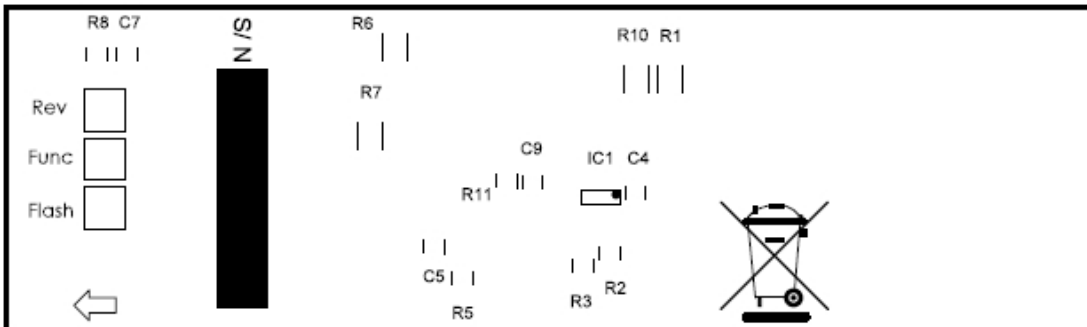 R8 C7
S/N
R6
R10 R1
R7
Rev
Func
C9
IC1 C4
R11
Flash
C5
R3 R2
R5